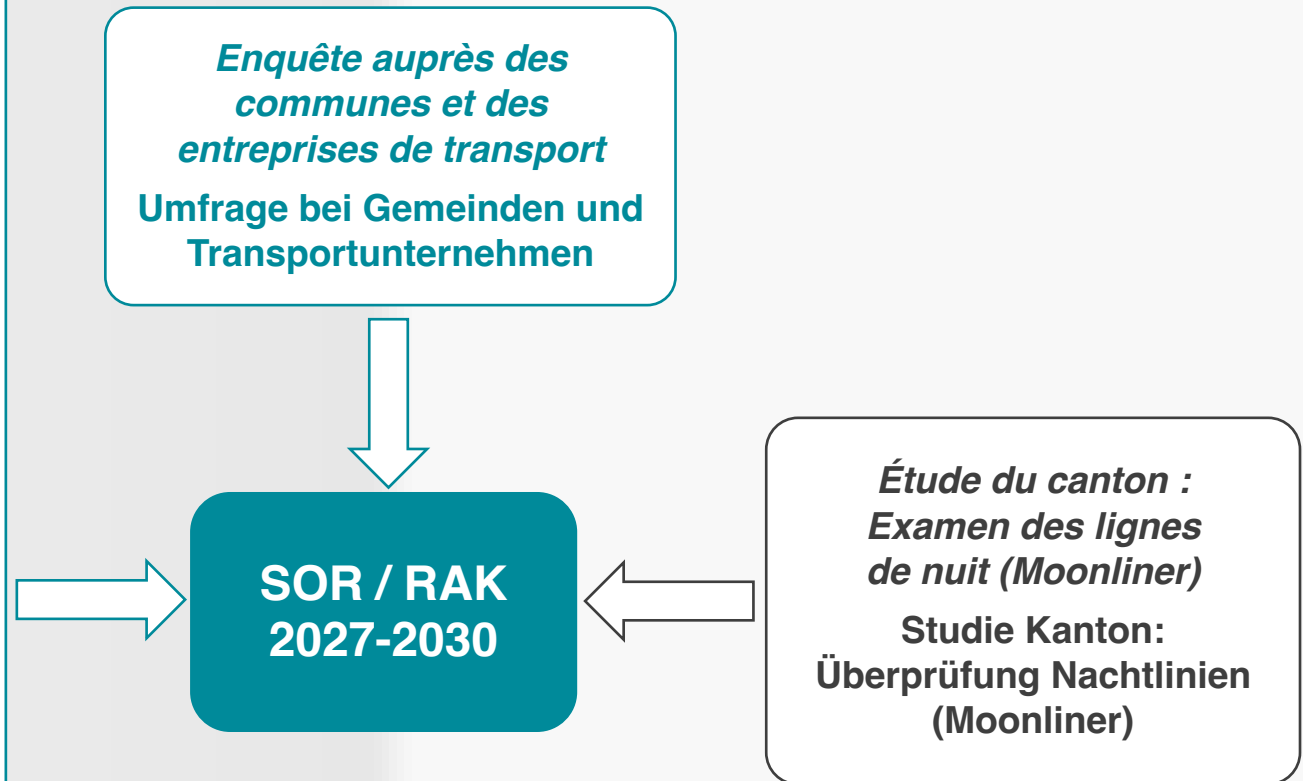 Enquête auprès des
communes et des
entreprises de transport
Umfrage bei Gemeinden und
Transportunternehmen
SOR / RAK
2027-2030
Étude du canton :
Examen des lignes
de nuit (Moonliner)
Studie Kanton:
Überprüfung Nachtlinien
(Moonliner)